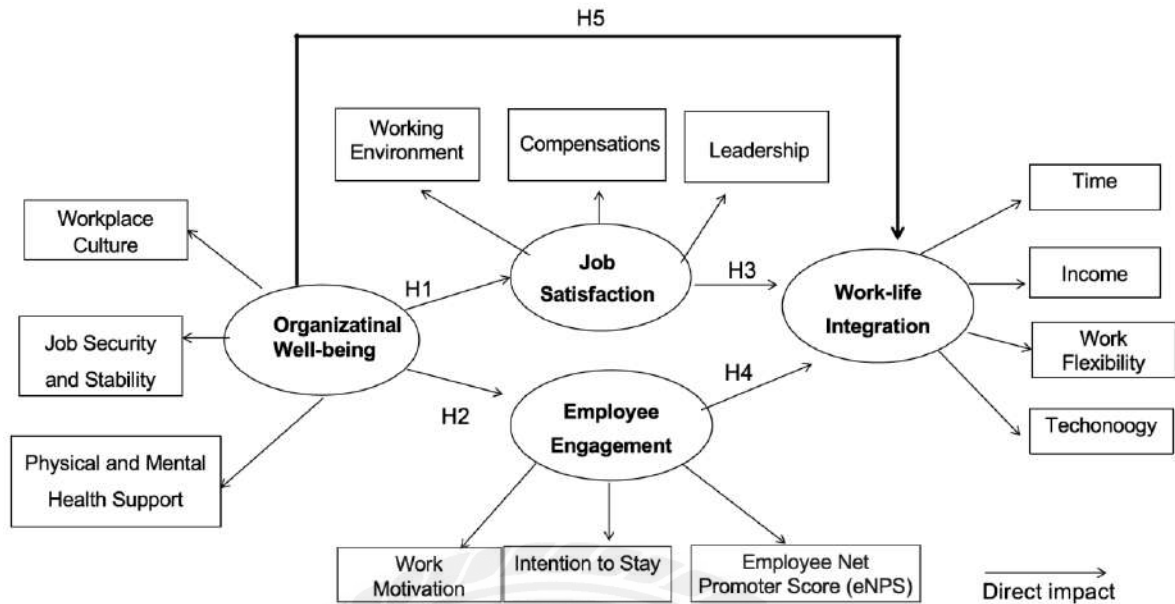 H5
Working
Environment
Compensations
Leadership
Time
Workplace
Culture
Job
Satisfaction
H1
H3
Work-life
Integration
Income
Organizatinal
Well-being
Job Security
and Stability
Work
Flexibility
H2
H4
Employee
Engagement
Techonoogy
Physical and Mental
Health Support
Work
Motivation
Intention to Stay
Employee Net
Promoter Score (eNPS)
Direct impact